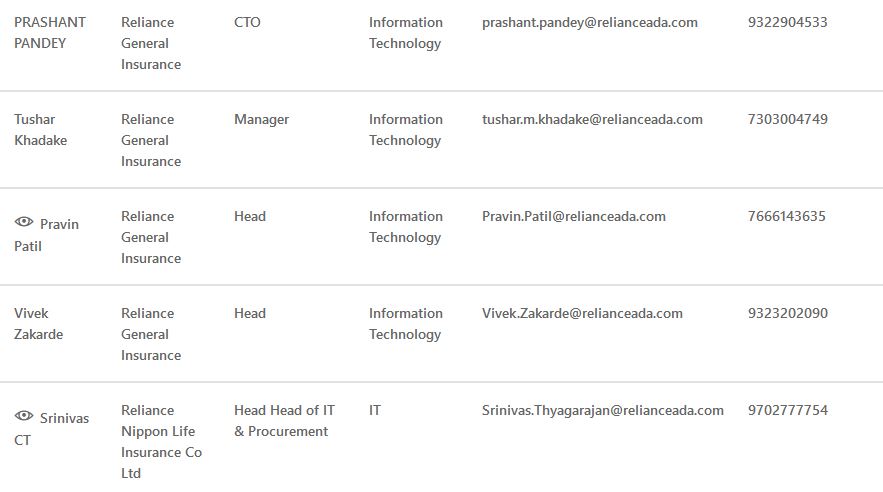 PRASHANT PANDEY Reliance General Insurance CTO Information Technology prashant.pandey@relianceada.com 9322904533
Tushar Khadake Reliance General Insurance Manager Information Technology tushar.m.khadake@relianceada.com 7303004749
Pravin Patil Reliance General Insurance Head Information Technology Pravin.Patil@relianceada.com 7666143635
Vivek Zakarde Reliance General Insurance Head Information Technology Vivek.Zakarde@relianceada.com 9323202090
Srinivas CT Reliance Nippon Life Insurance Co Ltd Head Head of IT & Procurement IT Srinivas.Thyagarajan@relianceada.com 9702777754